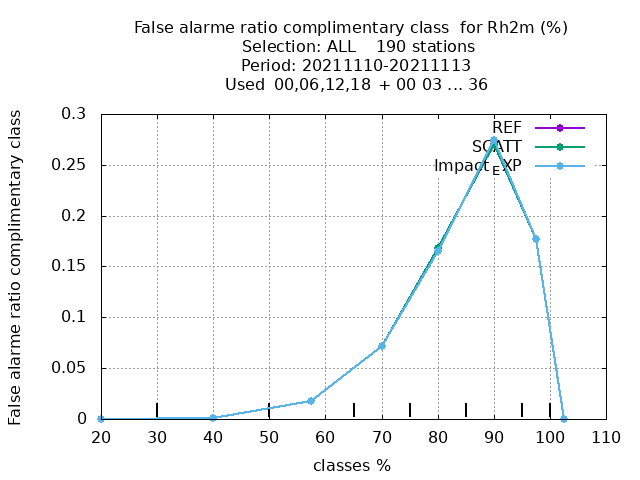 False alarme ratio complimentary class for Rh2m (%)
Selection: ALL 190 stations
Period: 20211110-20211113
Used 00,06,12,18 + 00 03 ... 36
False alarme ratio complimentary class
0.3
0.25
0.2
0.15
0.1
0.05
0
REF
SCATT
Impact_EXP
20 30 40 50 60 70 80 90 100 110
classes %